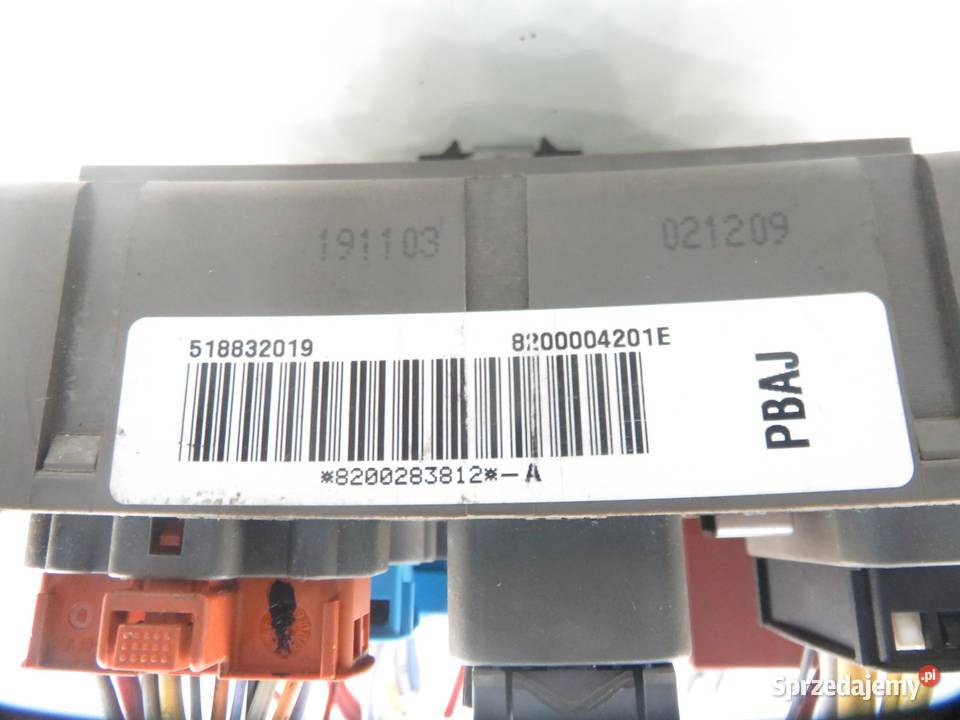 191103
021209
518832019
8200004201E
*8200283812*-A
PBAJ
Sprzedajemy.pl